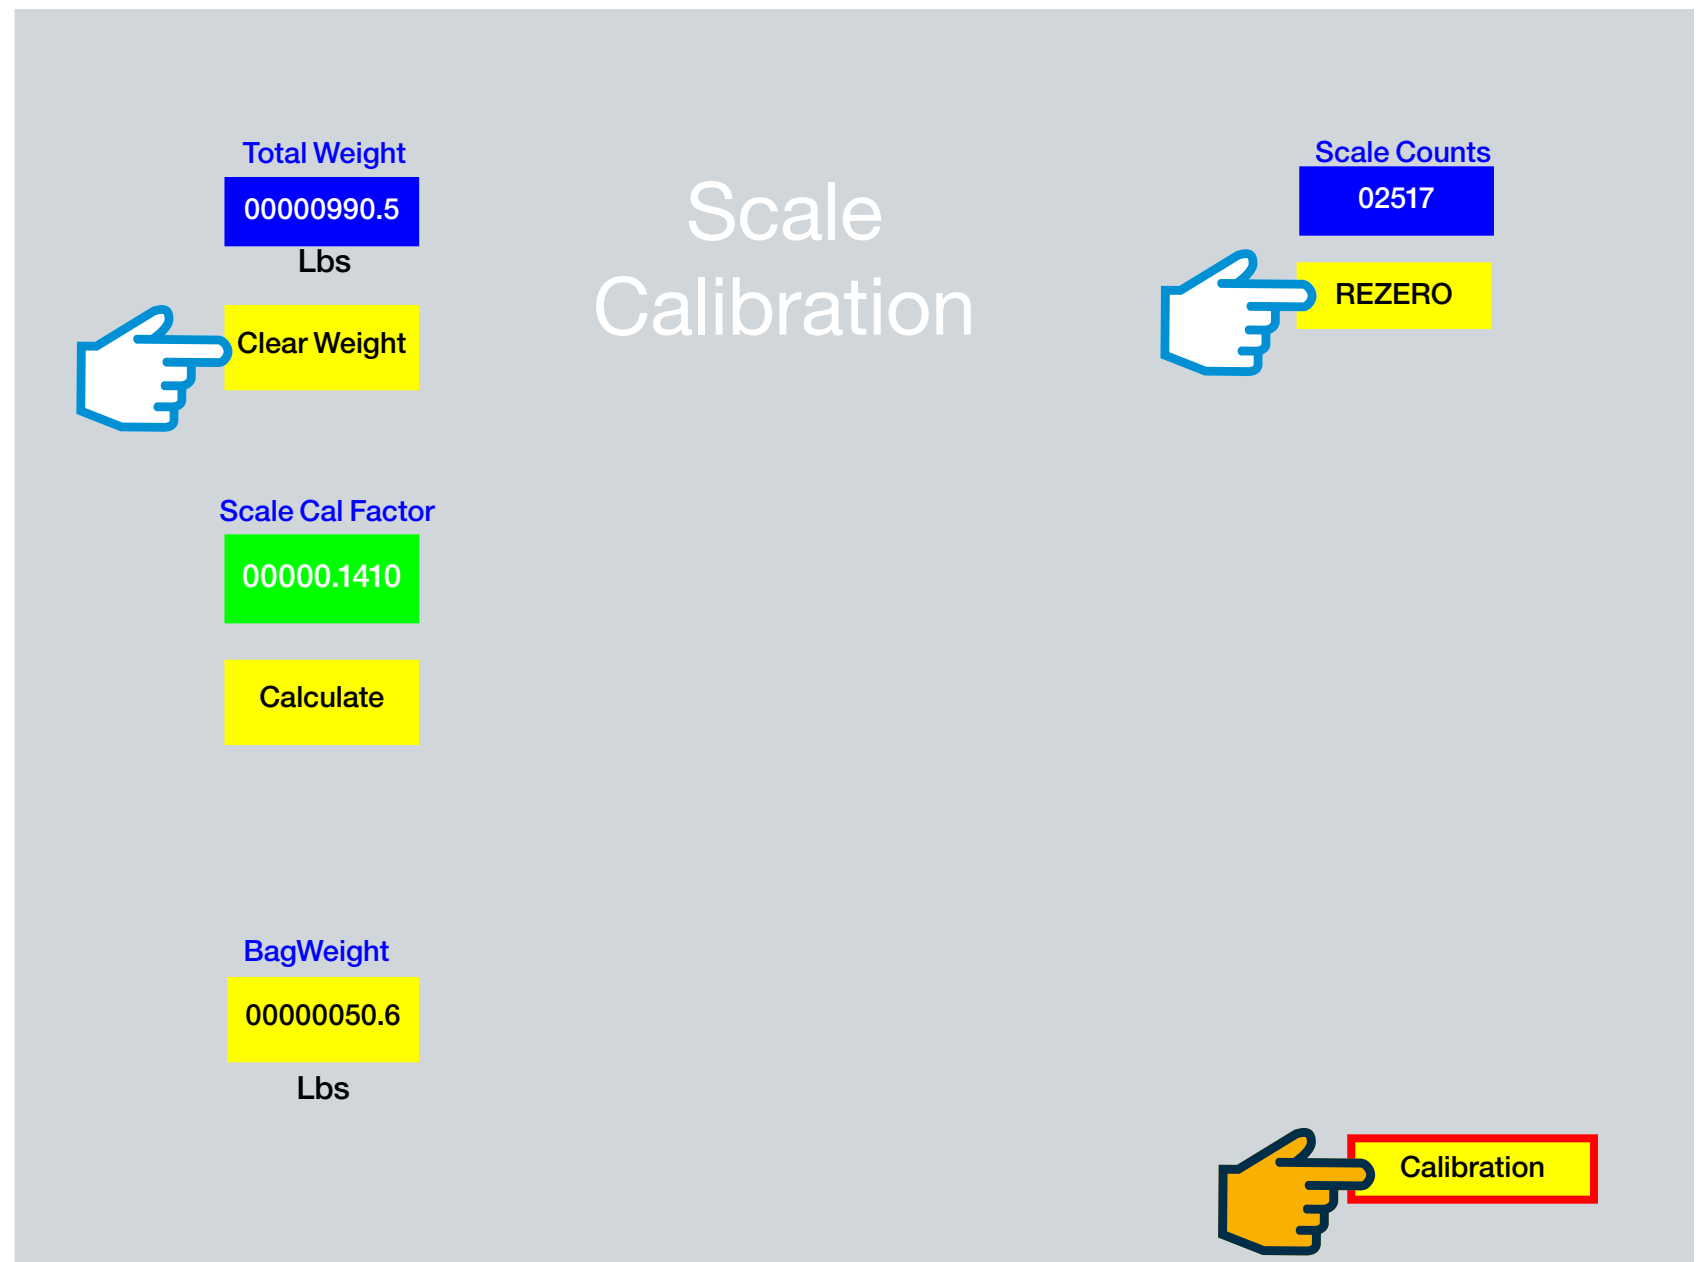 Total Weight
00000990.5
Lbs
Clear Weight
Scale
Calibration
Scale Counts
02517
REZERO
Scale Cal Factor
00000.1410
Calculate
BagWeight
00000050.6
Lbs
Calibration